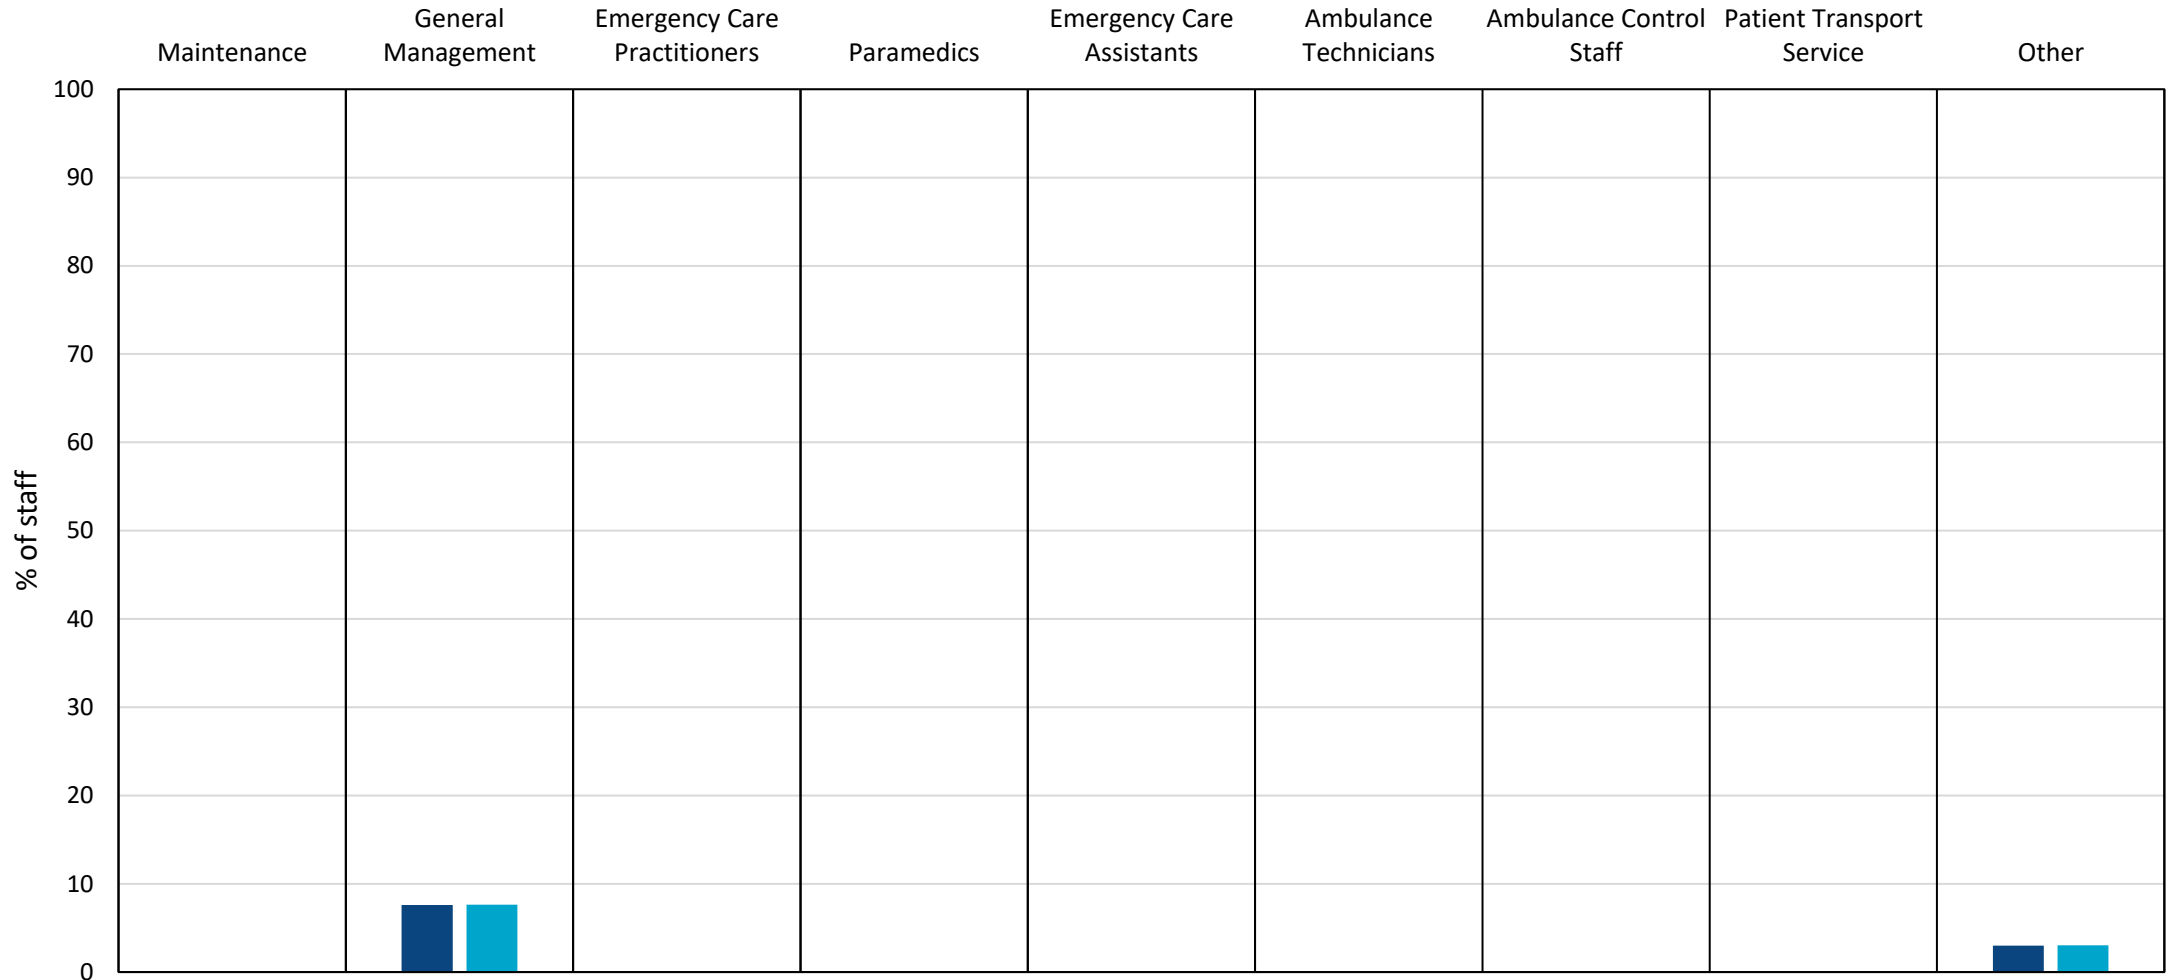 Maintenance
General
Management
Emergency Care
Practitioners
Paramedics
Emergency Care
Assistants
Ambulance
Technicians
Ambulance Control
Staff
Patient Transport
Service
Other
100
90
80
70
60
50
40
30
20
10
0
% of staff